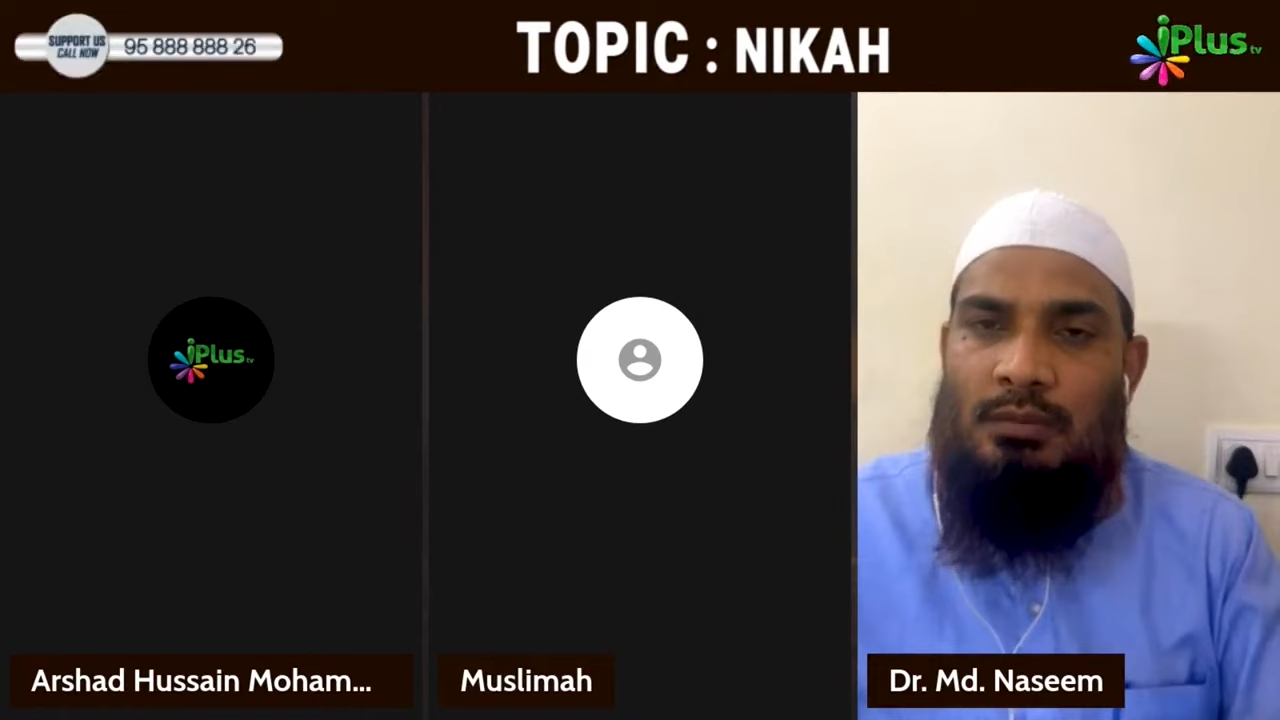 SUPPORT US
CALL NOW
95 888 888 26
TOPIC : NIKAH
iPlus tv
iPlus tv
Arshad Hussain Moham...
Muslimah
Dr. Md. Naseem